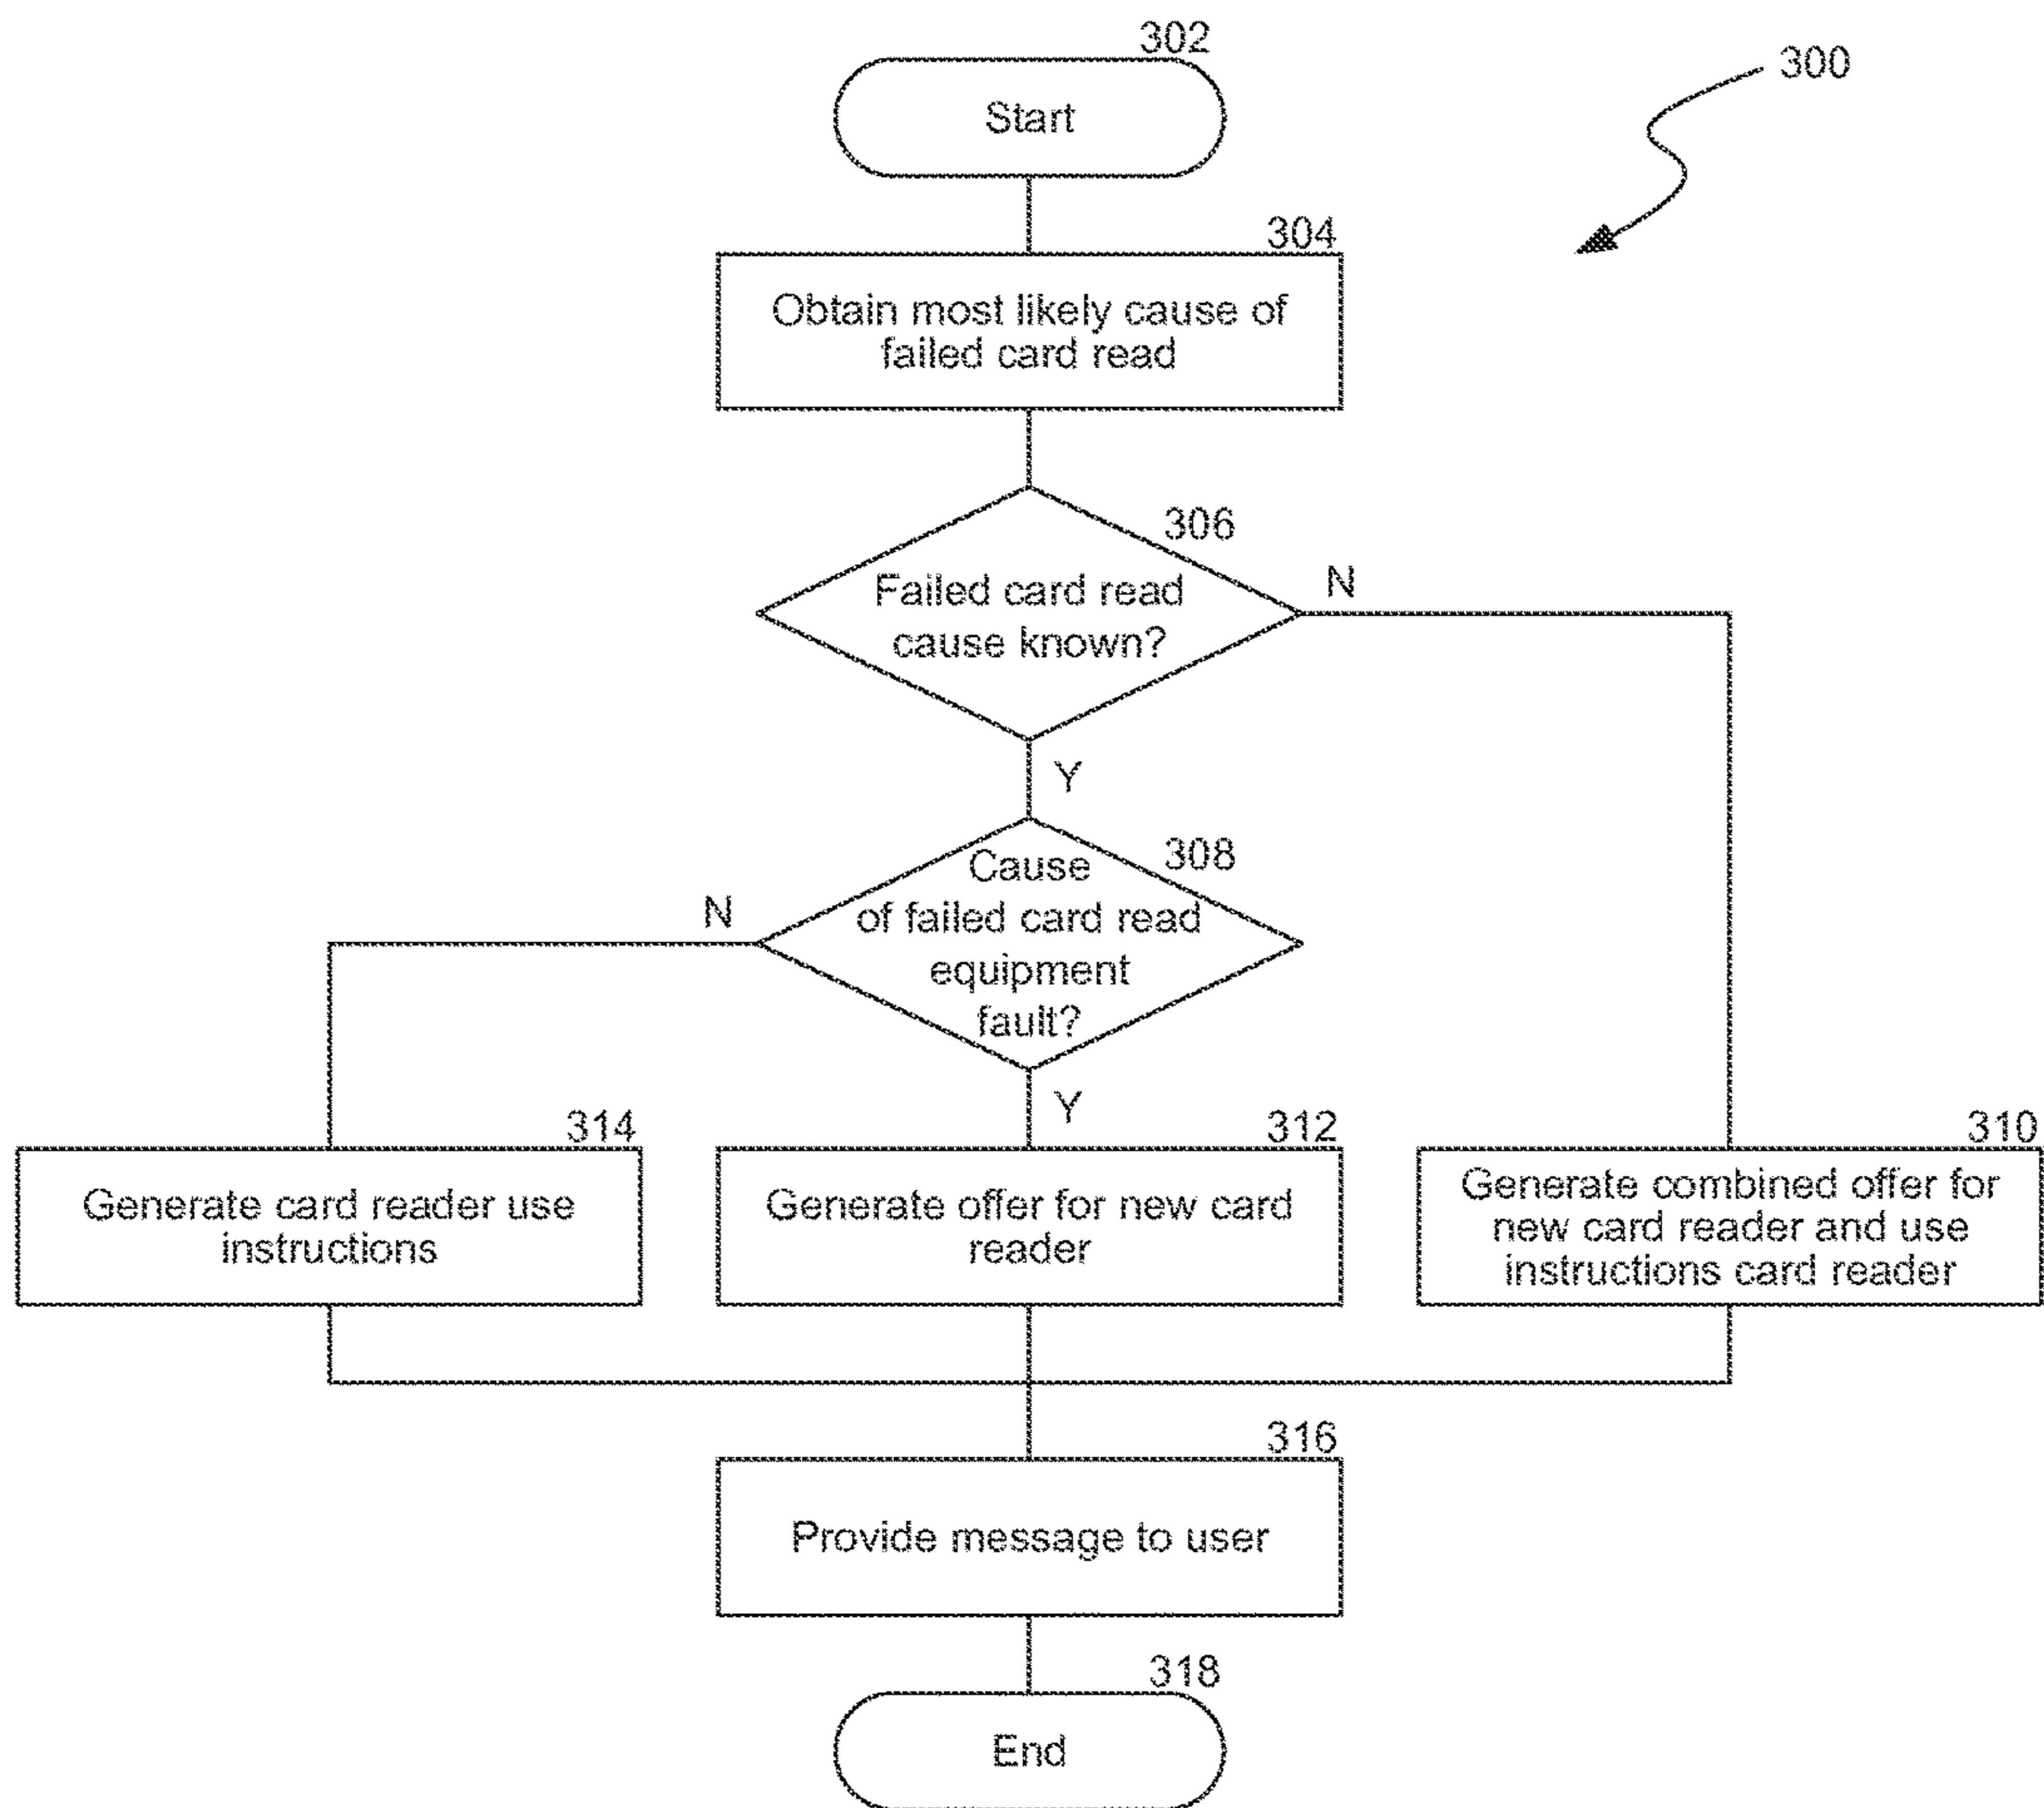 302
300
Start
304
Obtain most likely cause of
failed card read
306
Failed card read
cause known?
N
Y
308
Cause
of failed card read
equipment
fault?
N
Y
314
Generate card reader use
instructions
312
Generate offer for new card
reader
310
Generate combined offer for
new card reader and use
instructions card reader
316
Provide message to user
318
End